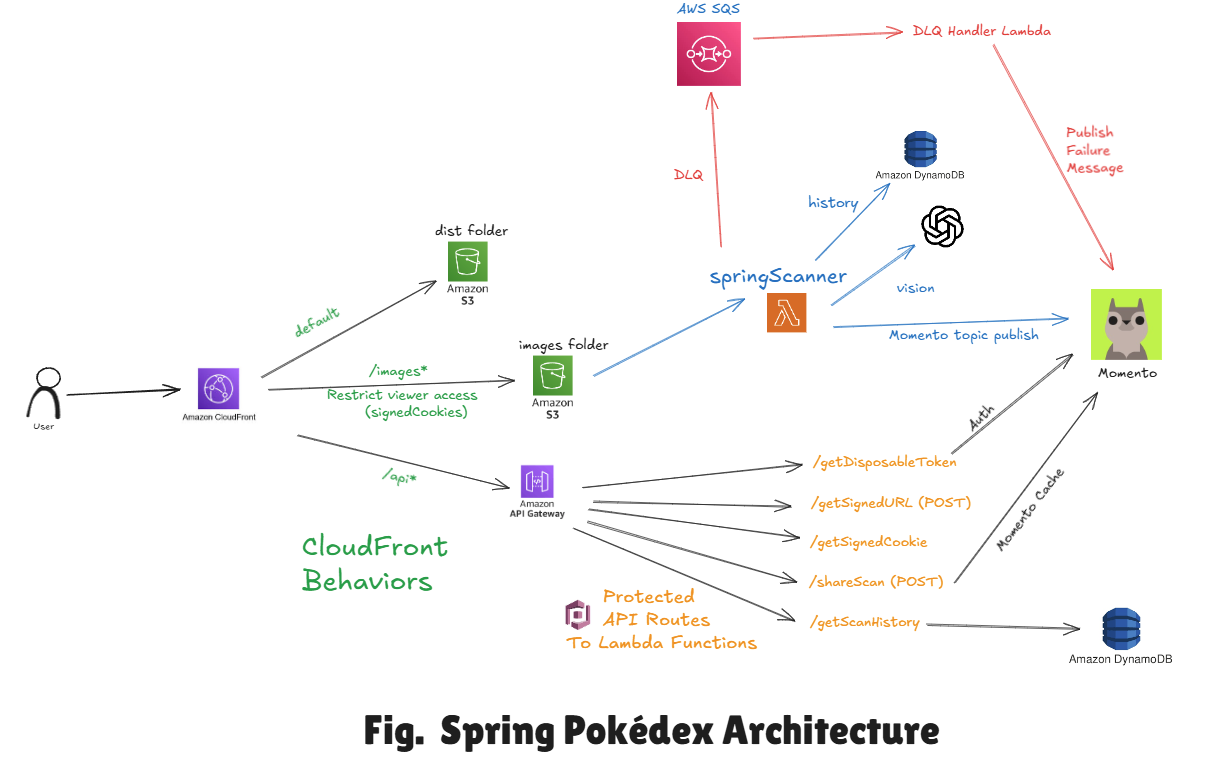 AWS SQS
DLQ Handler Lambda
Publish
Failure
Message
DLQ
Amazon DynamoDB
history
vision
springScanner
Momento topic publish
Momento
dist folder
Amazon
S3
default
images folder
Amazon
S3
/images*
Restrict viewer access
(signedCookies)
User
Amazon CloudFront
/api*
Amazon
API Gateway
CloudFront
Behaviors
/getDisposableToken
/getSignedURL (POST)
/getSignedCookie
/shareScan (POST)
/getScanHistory
Auth
Momento Cache
Protected
API Routes
To Lambda Functions
Amazon DynamoDB
Fig. Spring Pokédex Architecture